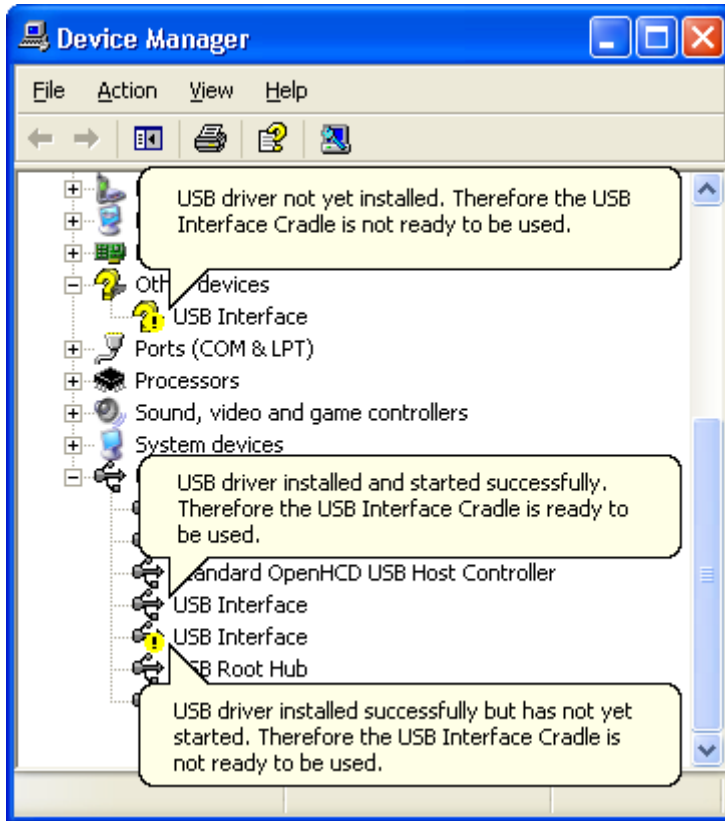 Device Manager
File Action View Help
USB driver not yet installed. Therefore the USB
Interface Cradle is not ready to be used.
devices
USB Interface
Ports (COM & LPT)
Processors
Sound, video and game controllers
System devices
USB driver installed and started successfully.
Therefore the USB Interface Cradle is ready to
be used.
OpenHCD USB Host Controller
USB Interface
USB Interface
Root Hub
USB driver installed successfully but has not yet
started. Therefore the USB Interface Cradle is
not ready to be used.